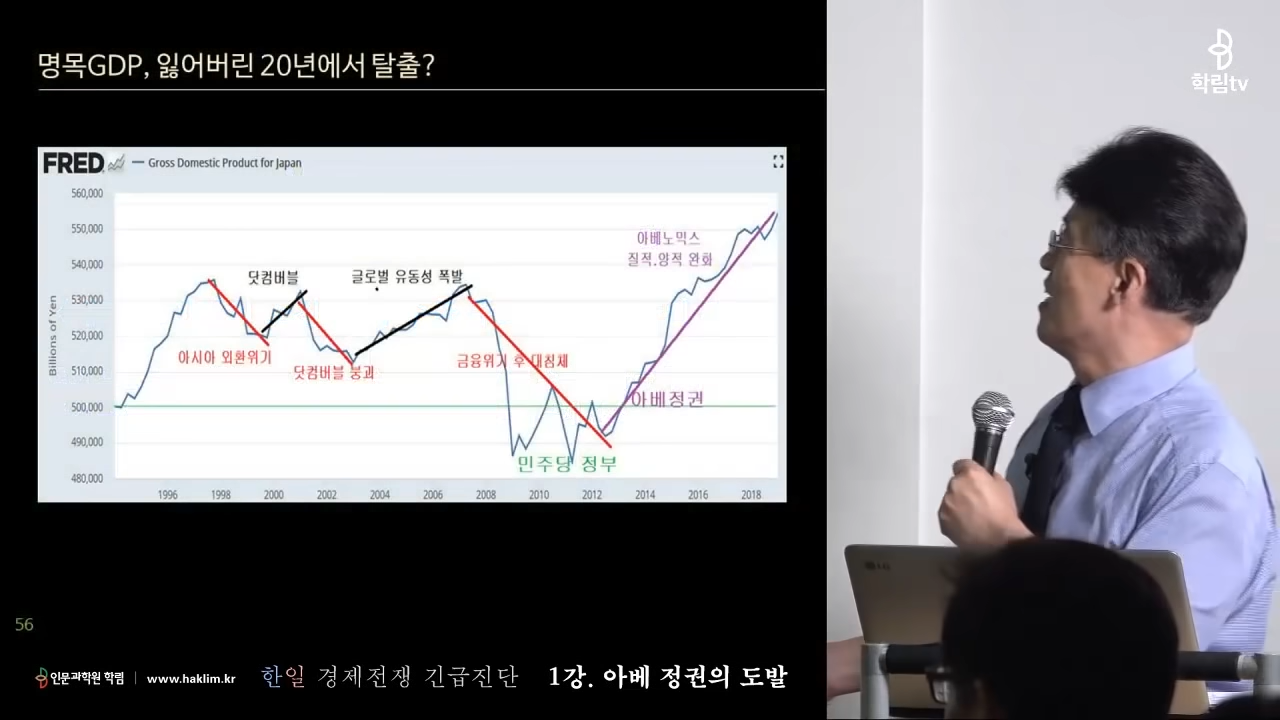 명목GDP, 잃어버린 20년에서 탈출?
학림tv
FRED
Gross Domestic Product for Japan
Billions of Yen
560,000
550,000
540,000
530,000
520,000
510,000
500,000
490,000
480,000
닷컴버블
글로벌 유동성 폭발
아베노믹스
질적.양적 완화
아시아 외환위기
닷컴버블 붕괴
금융위기 후 대침체
아베정권
민주당 정부
1996 1998 2000 2002 2004 2006 2008 2010 2012 2014 2016 2018
LG
56
인문과학원 학림 | www.haklim.kr
한일 경제전쟁 긴급진단 1강. 아베 정권의 도발